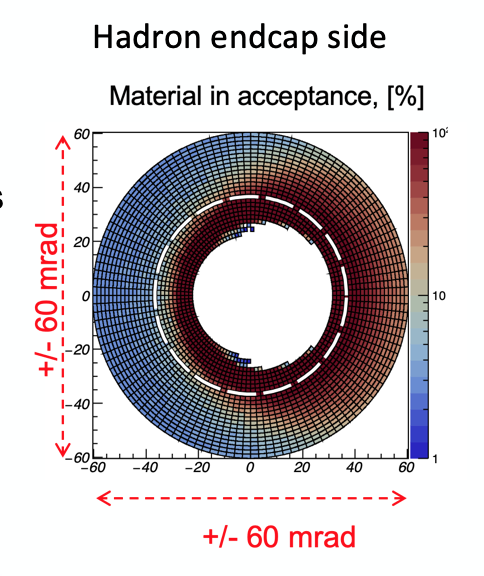 Hadron endcap side
Material in acceptance, [%]
s
60
40
20
0
−20
−40
−60
+/- 60 mrad
−60 −40 −20 0 20 40 60
10²
10
1
+/- 60 mrad